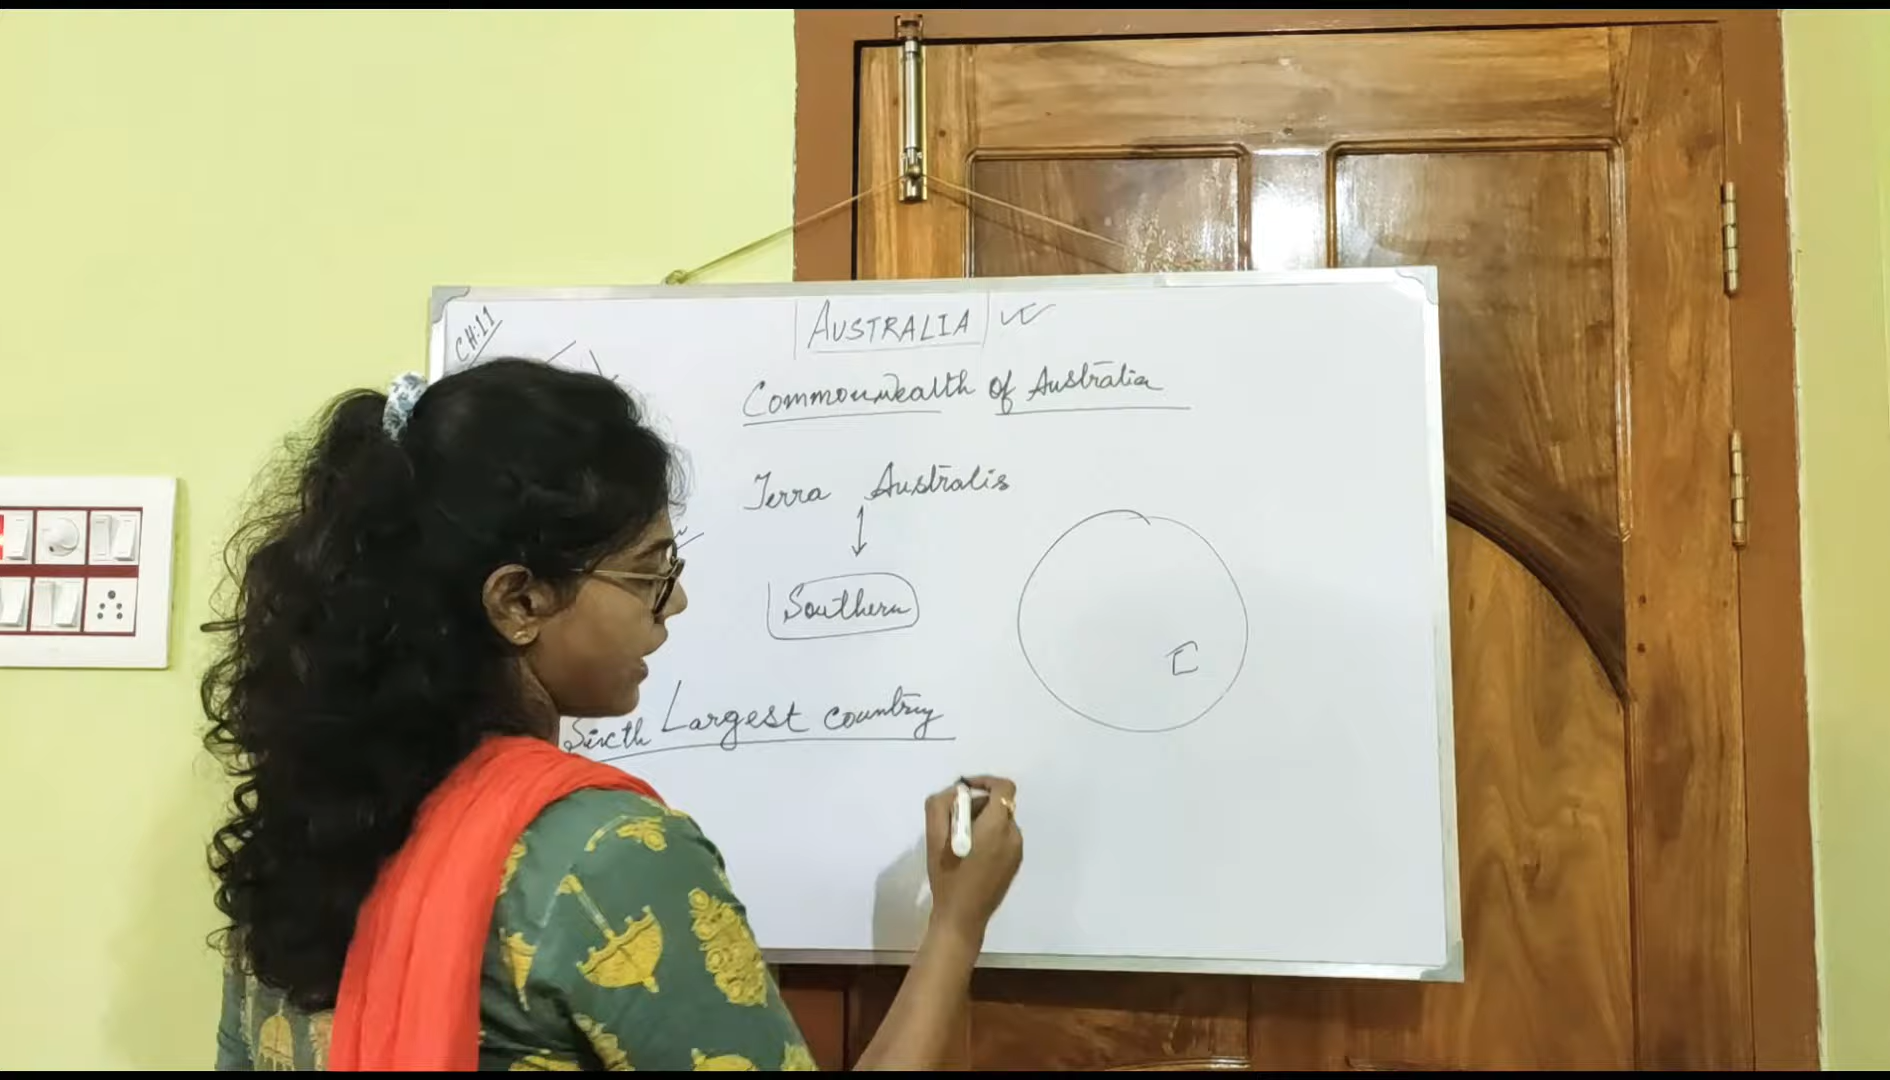 CH:11
AUSTRALIA
Commonwealth of Australia
Terra Australis
Southern
Sixth Largest country